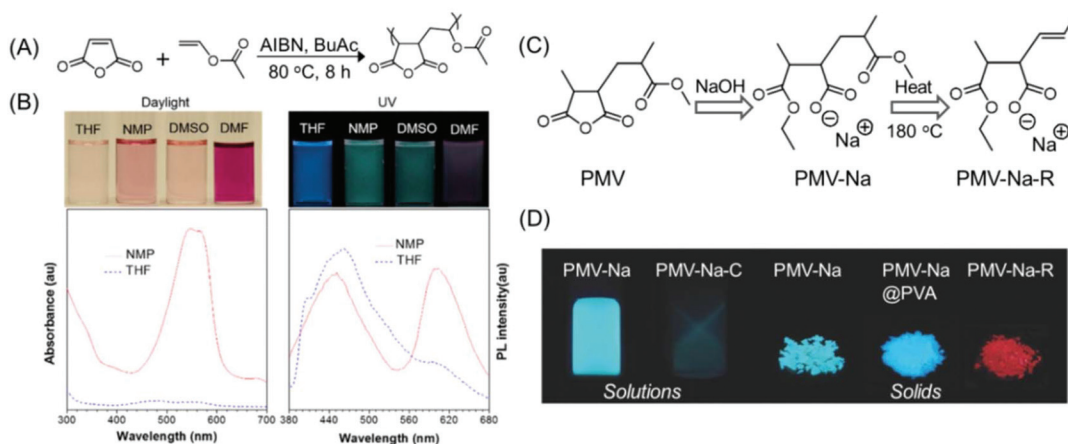 (A)
O
O
O
+
O
O
AIBN, BuAc
80 °C, 8 h
O
O
O
O
O
(B)
Daylight
THF NMP DMSO DMF
UV
THF NMP DMSO DMF
NMP
THF
Absorbance (au)
300 400 500 600 700
Wavelength (nm)
NMP
THF
PL intensity(au)
380 440 500 560 620 680
Wavelength (nm)
(C)
O
O
O
O
O
PMV
NaOH
O
O
O
O
O
O
⊖
Na⊕
PMV-Na
Heat
180 °C
O
O
O
O
⊖
Na⊕
PMV-Na-R
(D)
PMV-Na PMV-Na-C PMV-Na PMV-Na PMV-Na-R
@PVA
Solutions Solids